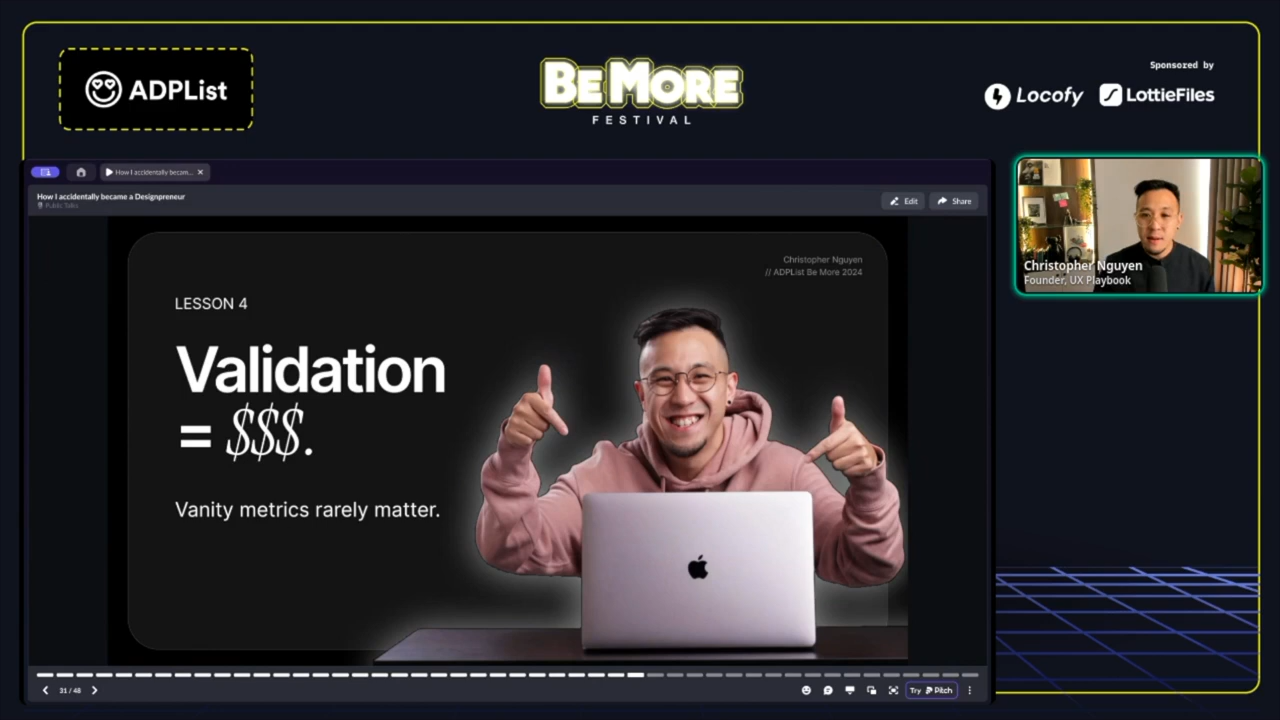 ADPList
BE MORE
FESTIVAL
Sponsored by
Locofy
LottieFiles
How I accidentally becam...
How I accidentally became a Designpreneur
Public Talks
Edit
Share
Christopher Nguyen
// ADPList Be More 2024
LESSON 4
Validation
= $$$.
Vanity metrics rarely matter.
Christopher Nguyen
Founder, UX Playbook
31 / 48
Try Pitch